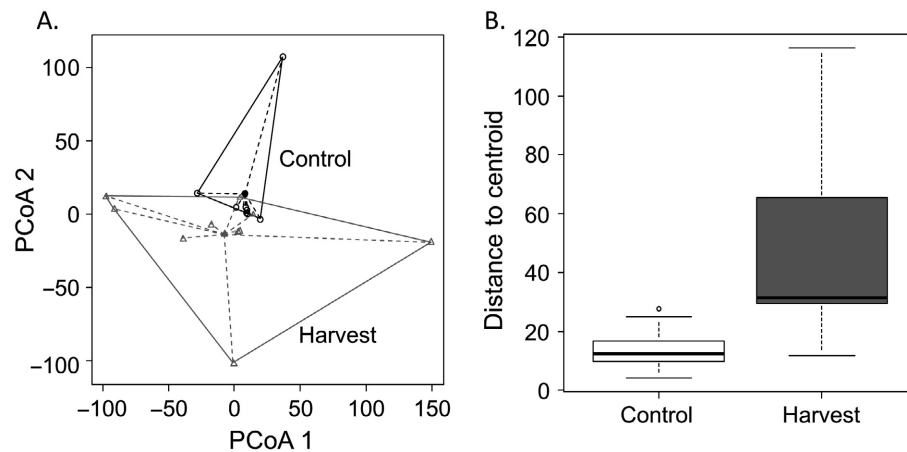 A.
PCoA 2
100
50
0
−50
−100
Control
Harvest
−100
−50
0
50
100
150
PCoA 1
B.
Distance to centroid
120
100
80
60
40
20
0
Control
Harvest